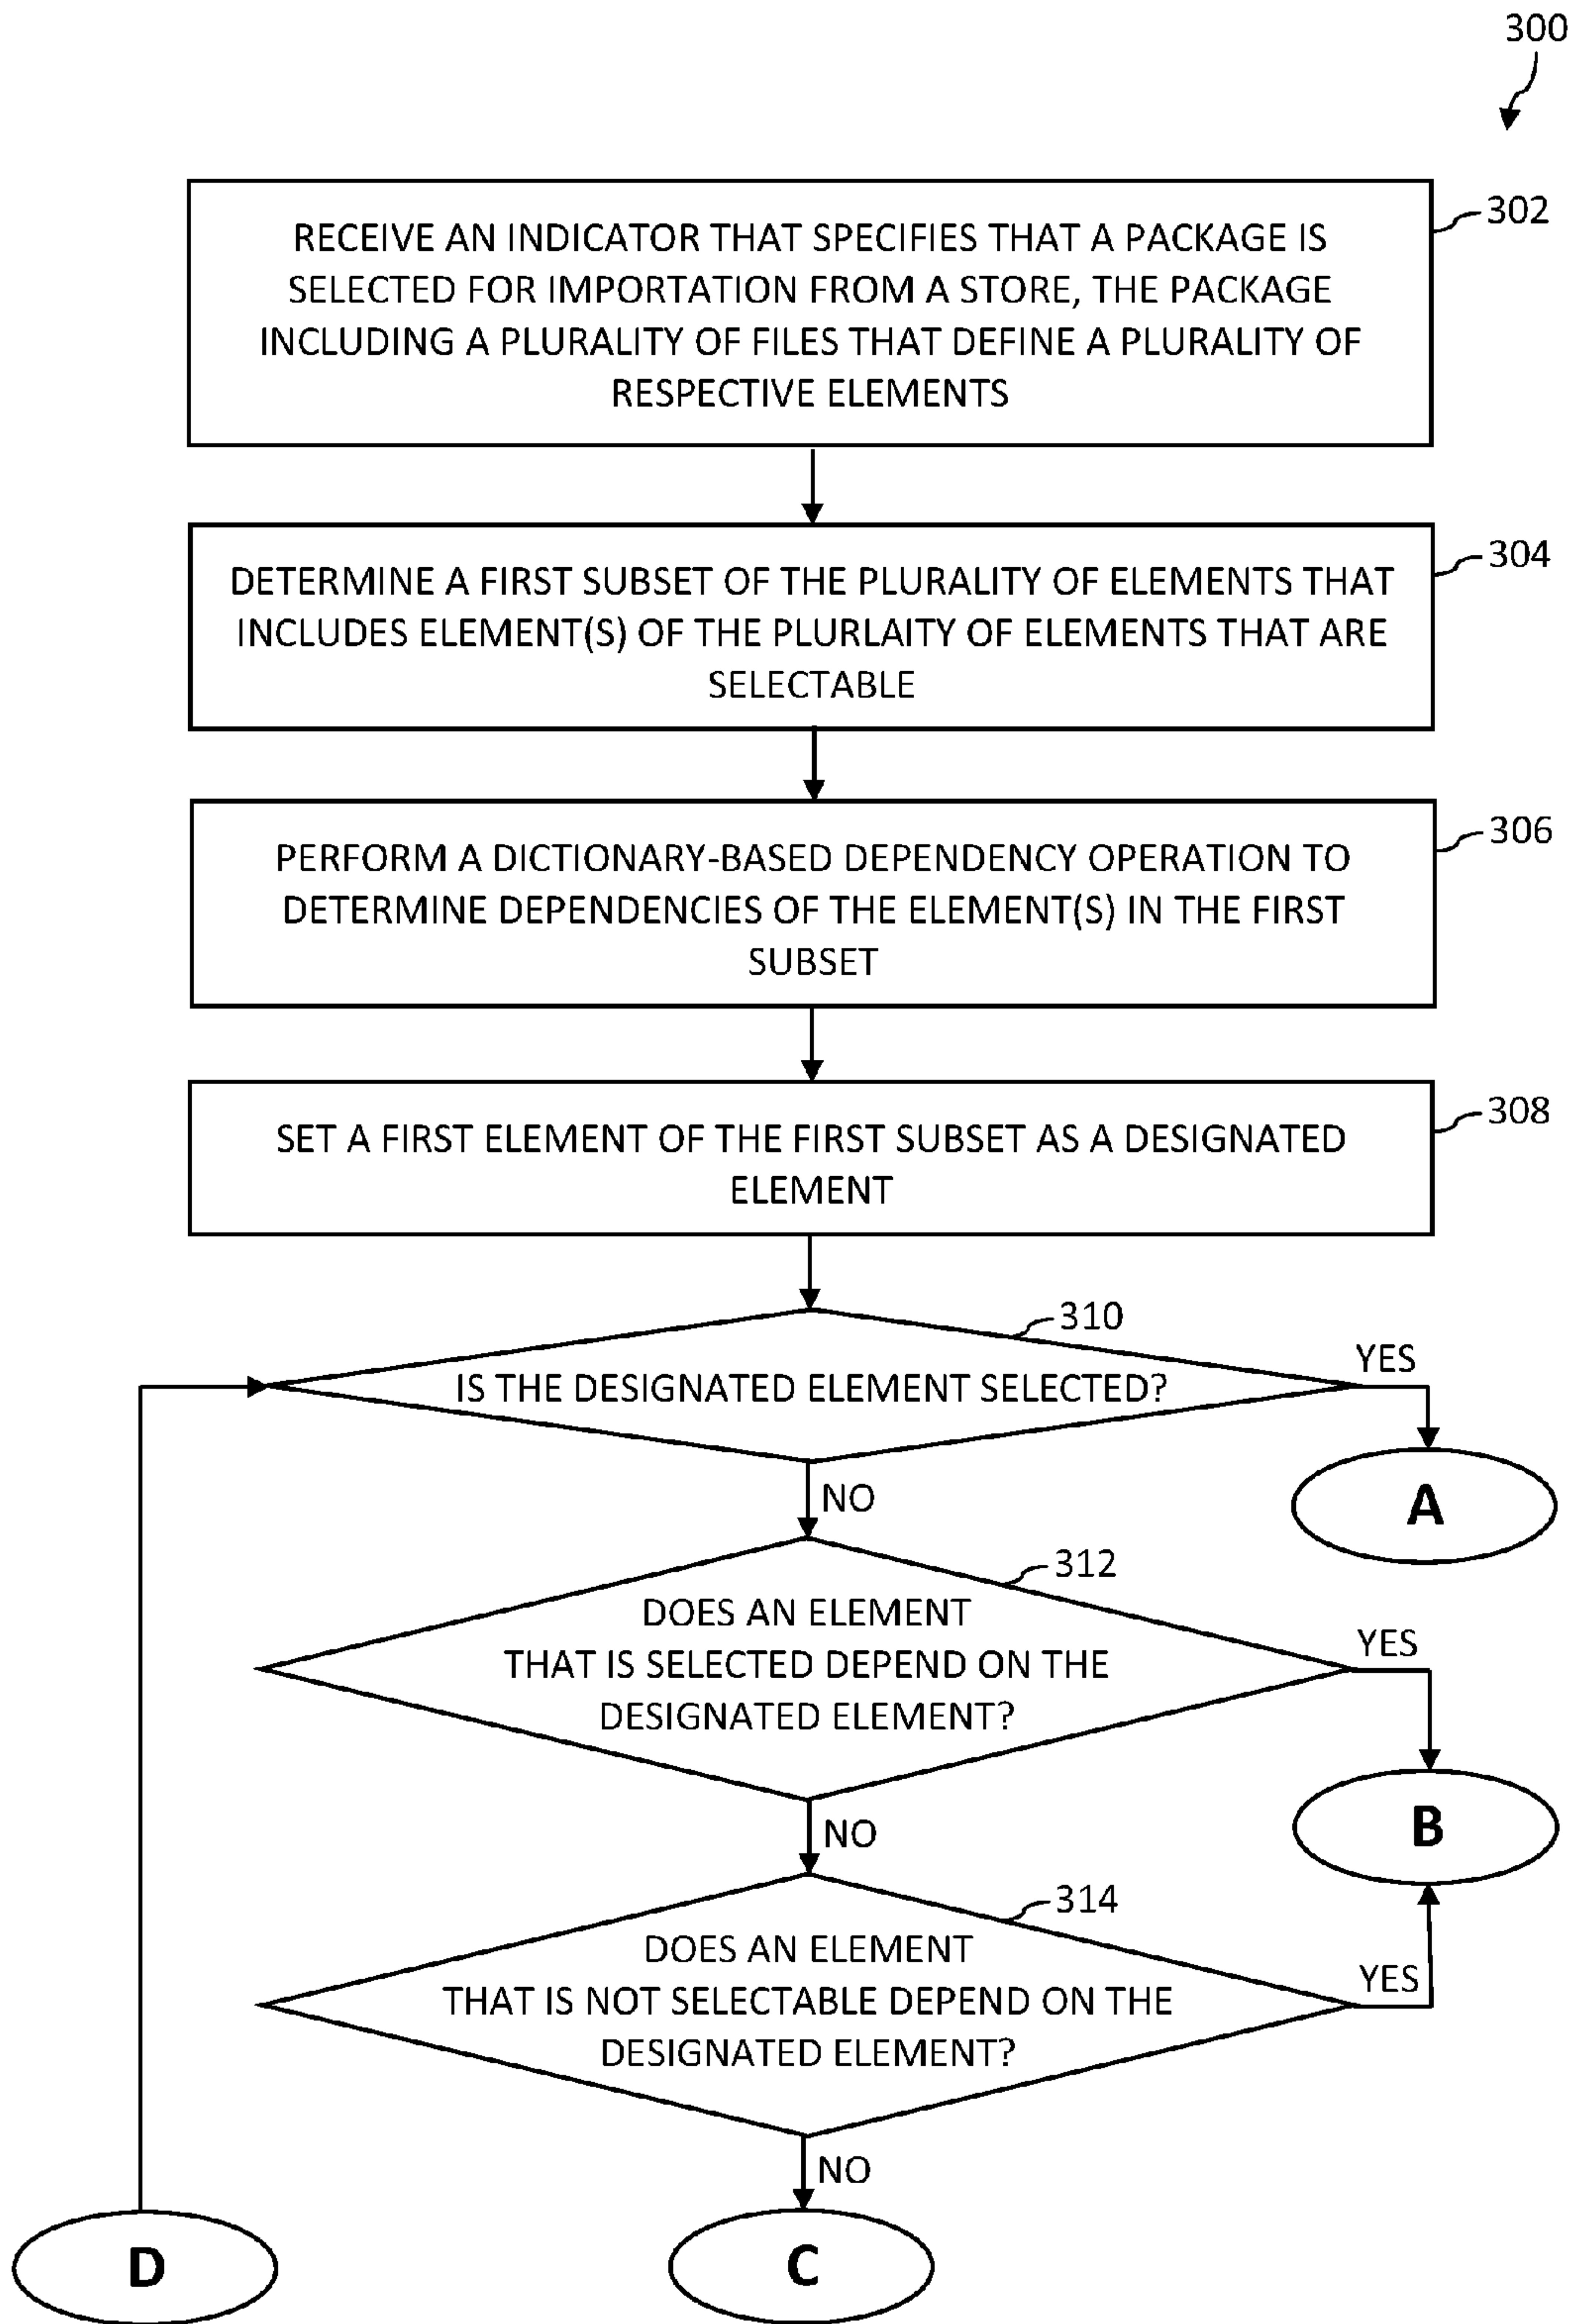 300
RECEIVE AN INDICATOR THAT SPECIFIES THAT A PACKAGE IS
SELECTED FOR IMPORTATION FROM A STORE, THE PACKAGE
INCLUDING A PLURALITY OF FILES THAT DEFINE A PLURALITY OF
RESPECTIVE ELEMENTS
302
DETERMINE A FIRST SUBSET OF THE PLURALITY OF ELEMENTS THAT
INCLUDES ELEMENT(S) OF THE PLURLAITY OF ELEMENTS THAT ARE
SELECTABLE
304
PERFORM A DICTIONARY-BASED DEPENDENCY OPERATION TO
DETERMINE DEPENDENCIES OF THE ELEMENT(S) IN THE FIRST
SUBSET
306
SET A FIRST ELEMENT OF THE FIRST SUBSET AS A DESIGNATED
ELEMENT
308
310
IS THE DESIGNATED ELEMENT SELECTED?
YES
A
NO
312
DOES AN ELEMENT
THAT IS SELECTED DEPEND ON THE
DESIGNATED ELEMENT?
YES
B
NO
314
DOES AN ELEMENT
THAT IS NOT SELECTABLE DEPEND ON THE
DESIGNATED ELEMENT?
YES
NO
D
C